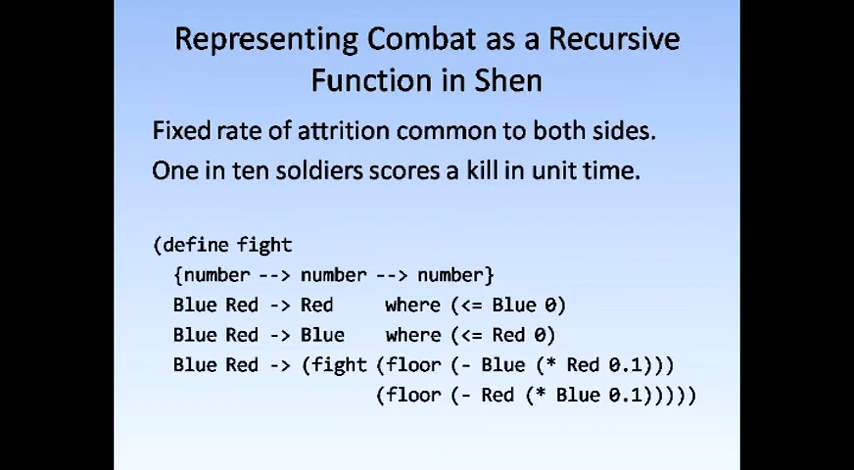 Representing Combat as a Recursive
Function in Shen
Fixed rate of attrition common to both sides.
One in ten soldiers scores a kill in unit time.
(define fight
{number --> number --> number}
Blue Red -> Red where (<= Blue 0)
Blue Red -> Blue where (<= Red 0)
Blue Red -> (fight (floor (- Blue (* Red 0.1)))
(floor (- Red (* Blue 0.1)))))